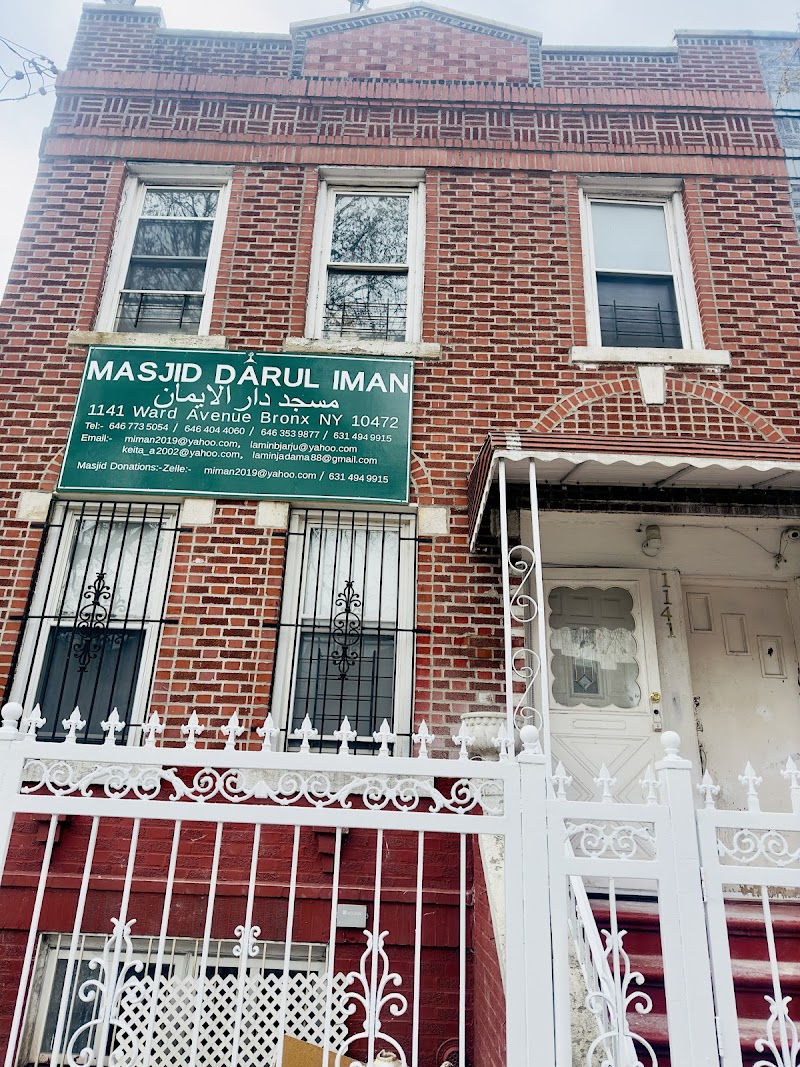 MASJID DARUL IMAN
مسجد دار الايمان
1141 Ward Avenue Bronx NY 10472
Tel:- 646 773 5054 / 646 404 4060 / 646 353 9877 / 631 494 9915
Email:- miman2019@yahoo.com, laminbjarju@yahoo.com
keita_a2002@yahoo.com, laminjadama88@gmail.com
Masjid Donations:-Zelle:- miman2019@yahoo.com / 631 494 9915
1141